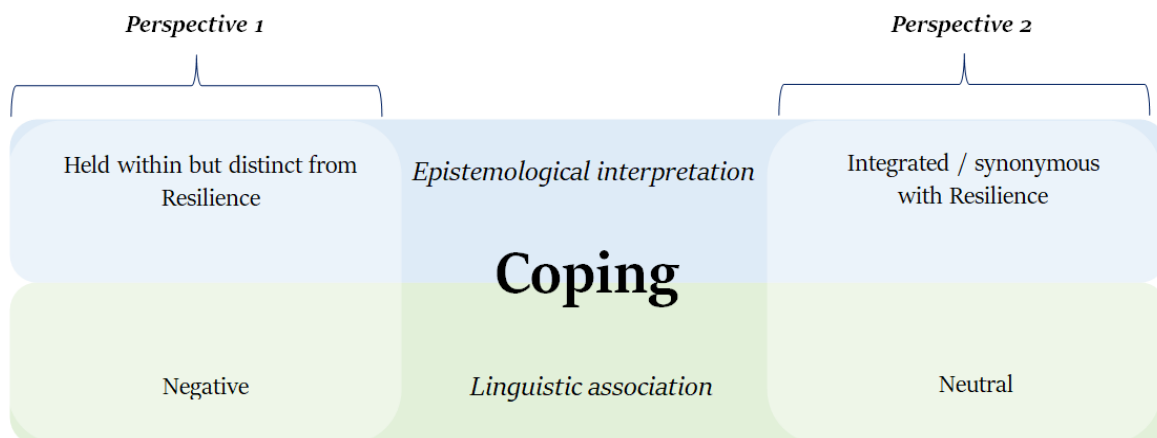 Perspective 1
Perspective 2
Held within but distinct from
Resilience
Epistemological interpretation
Integrated / synonymous
with Resilience
Coping
Negative
Linguistic association
Neutral